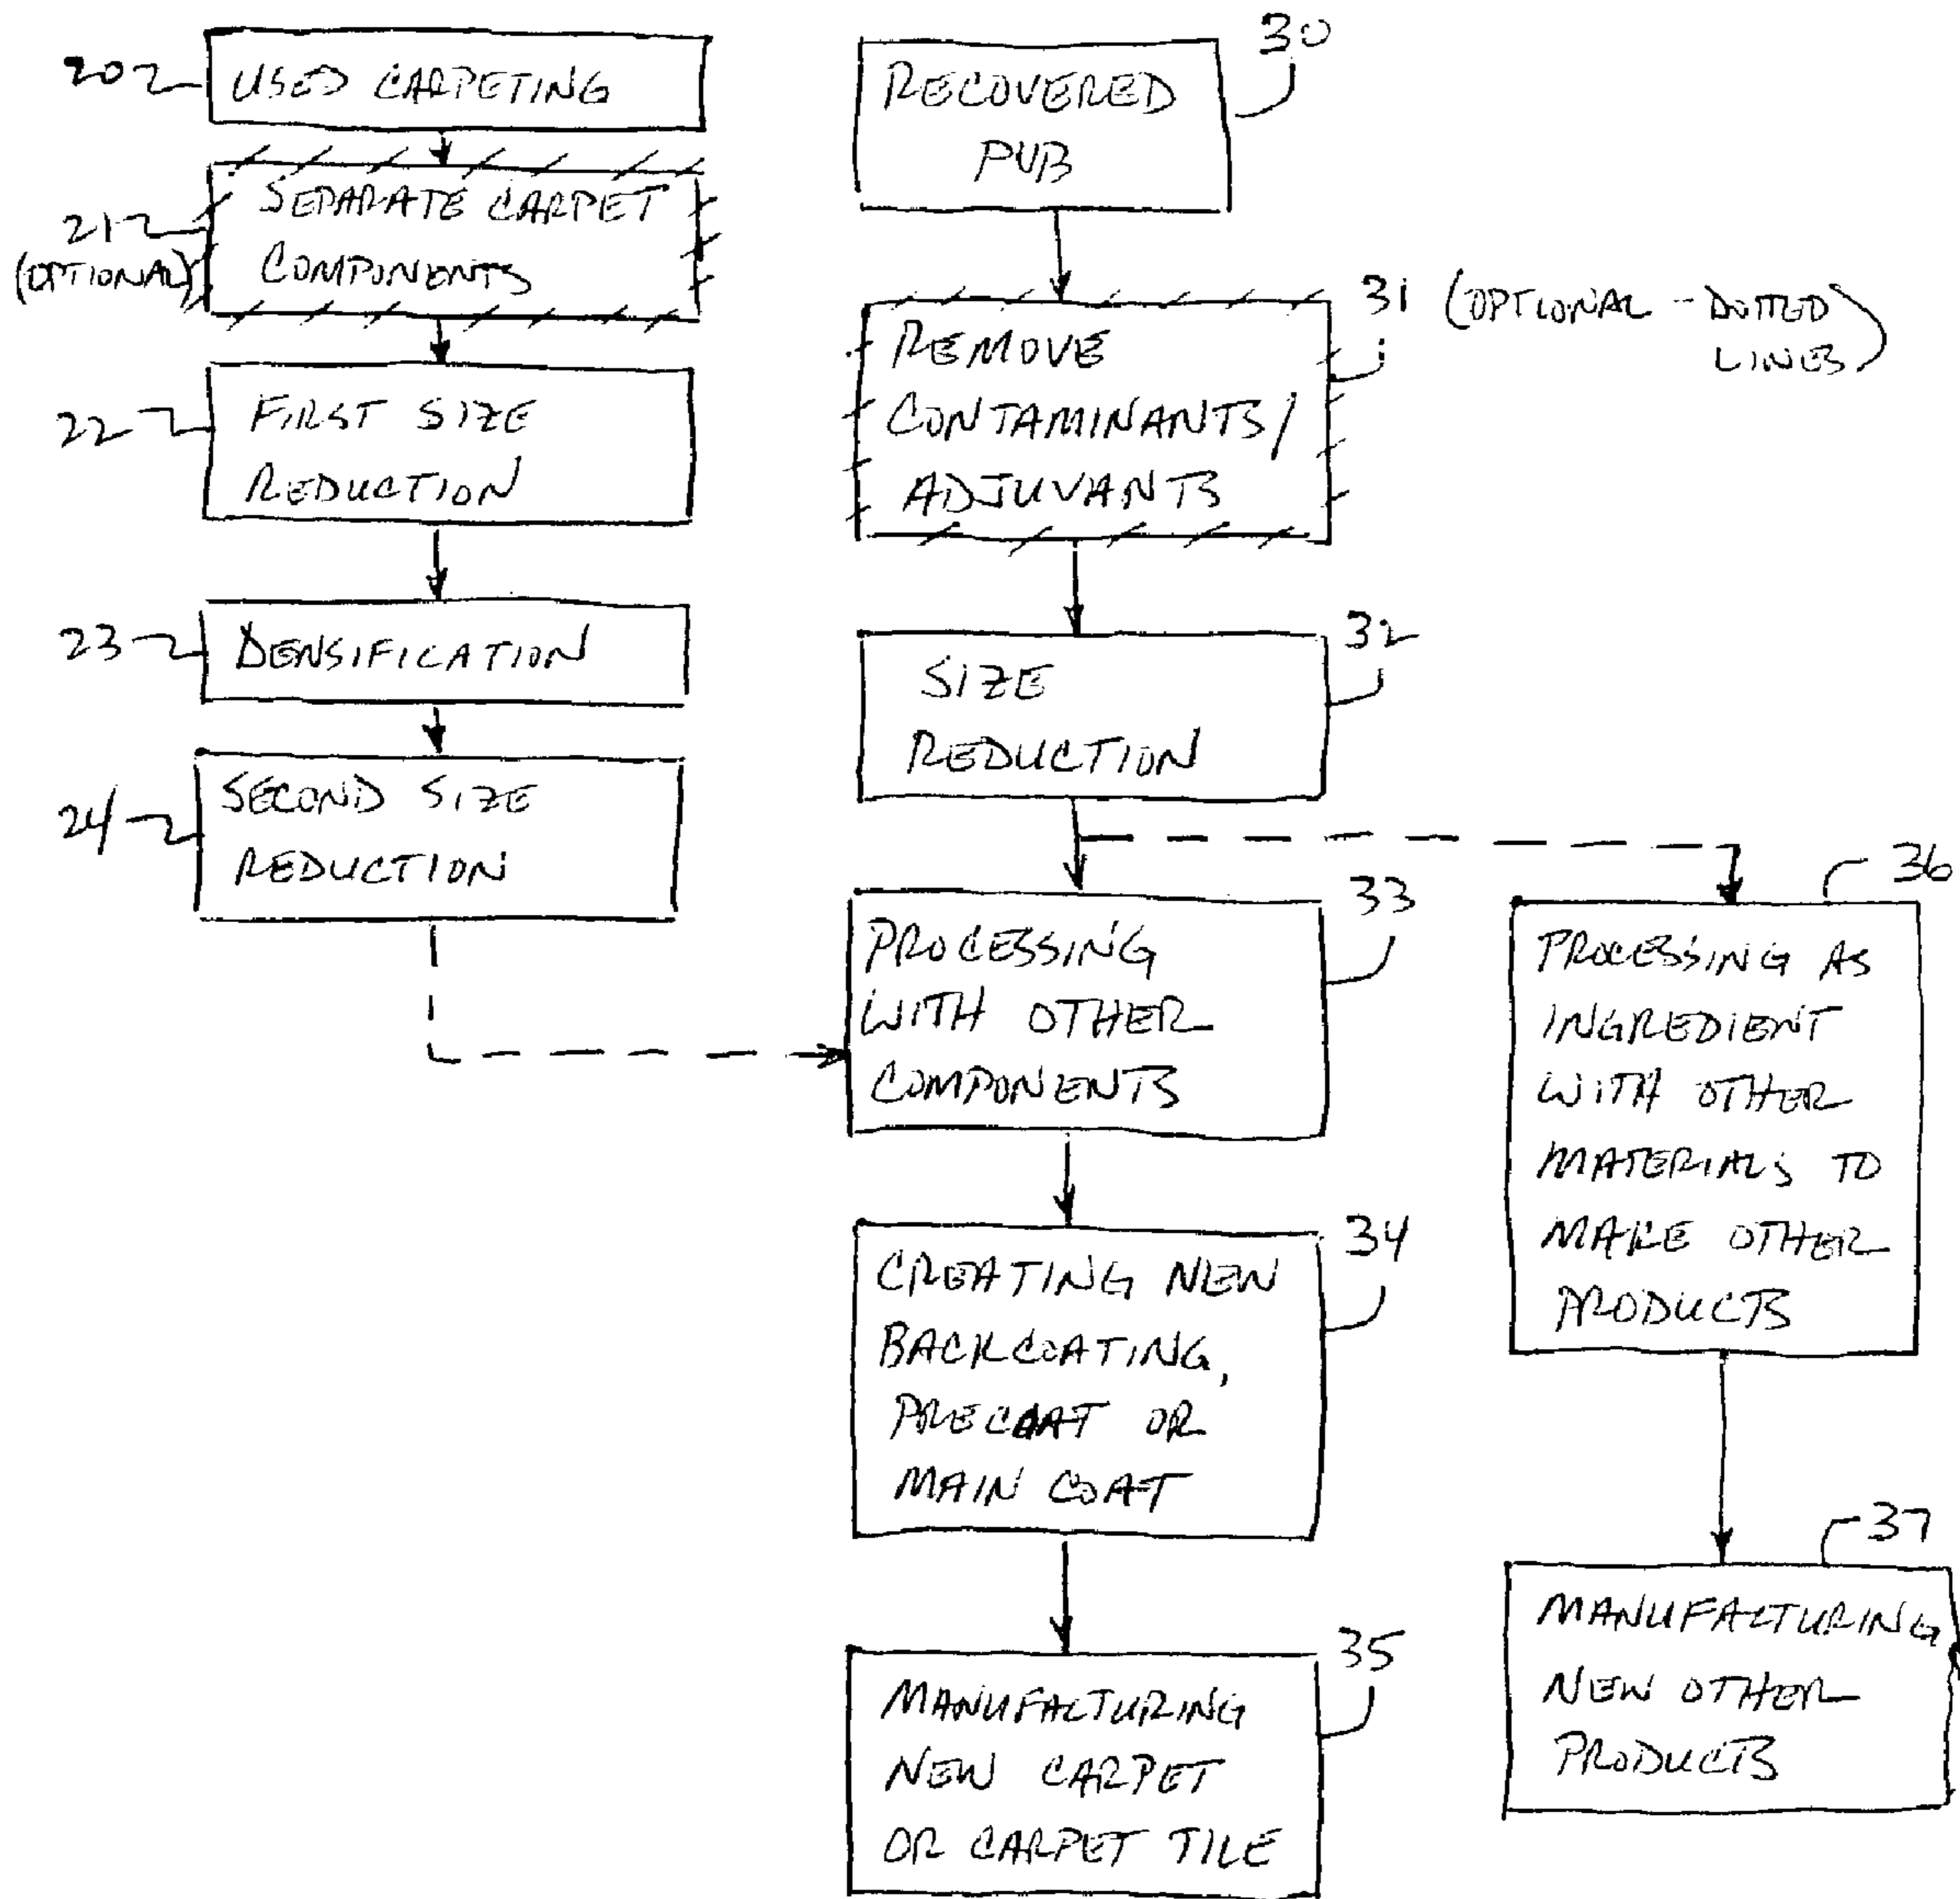 20
USED CARPETING
21
(OPTIONAL)
SEPARATE CARPET
COMPONENTS
22
FIRST SIZE
REDUCTION
23
DENSIFICATION
24
SECOND SIZE
REDUCTION
30
RECOVERED
PVB
31 (OPTIONAL - DOTTED
LINES)
REMOVE
CONTAMINANTS/
ADJUVANTS
32
SIZE
REDUCTION
33
PROCESSING
WITH OTHER
COMPONENTS
34
CREATING NEW
BACKCOATING,
PRECOAT OR
MAIN COAT
35
MANUFACTURING
NEW CARPET
OR CARPET TILE
36
PROCESSING AS
INGREDIENT
WITH OTHER
MATERIALS TO
MAKE OTHER
PRODUCTS
37
MANUFACTURING
NEW OTHER
PRODUCTS